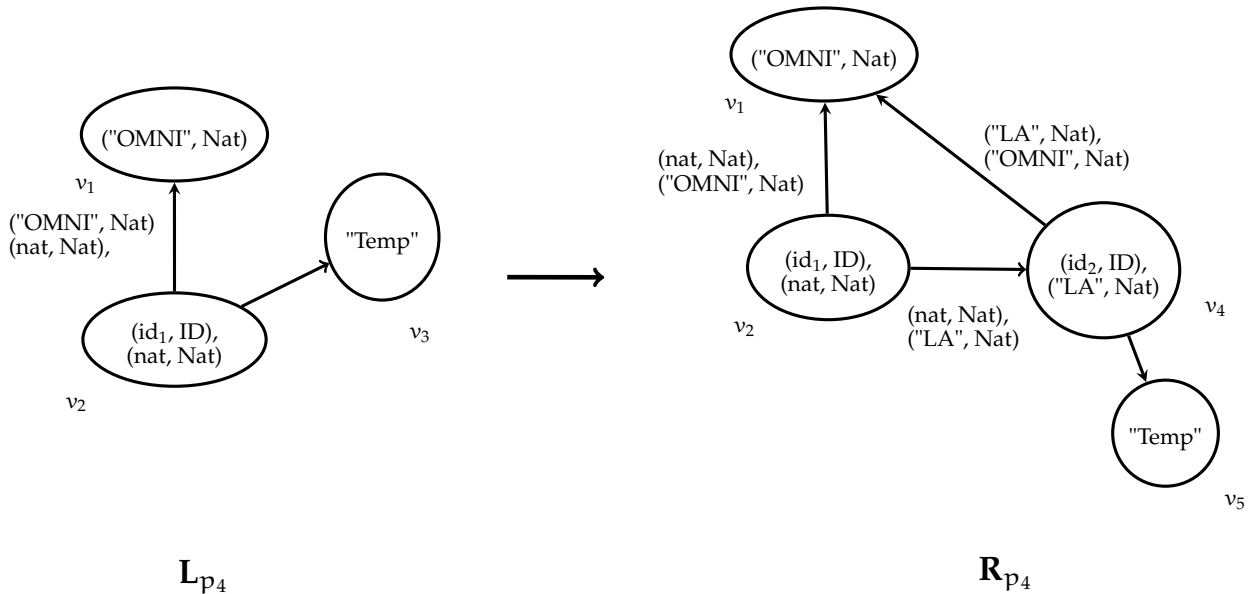 ("OMNI", Nat)
v1
("OMNI", Nat)
(nat, Nat),
"Temp"
v3
(id1, ID),
(nat, Nat)
v2
Lp4
("OMNI", Nat)
v1
("LA", Nat),
("OMNI", Nat)
(nat, Nat),
("OMNI", Nat)
(id1, ID),
(nat, Nat)
v2
(id2, ID),
("LA", Nat)
v4
(nat, Nat),
("LA", Nat)
"Temp"
v5
Rp4